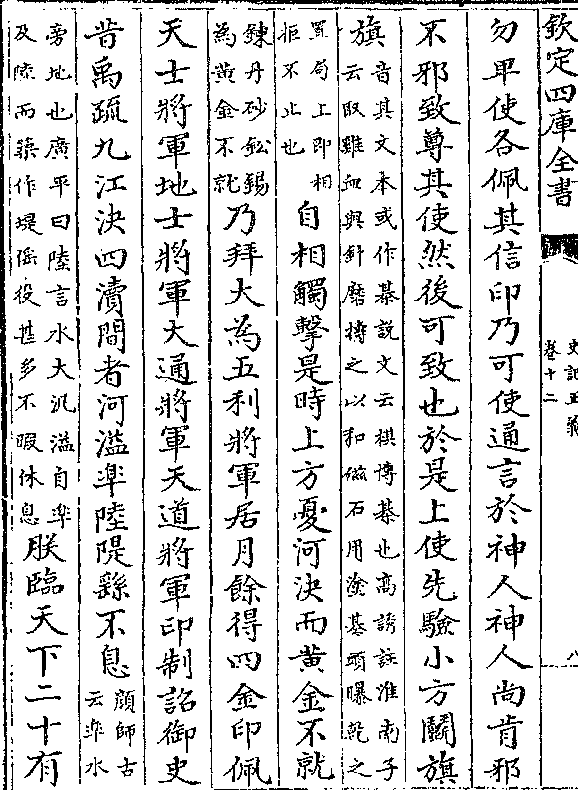 欽定四庫全書
史記正義
卷十二
八
勿卑使各佩其信印乃可使通言於神人神人尚肯邪
不邪致尊其使然後可致也於是上使先驗小方鬭旗
旗音其文本或作棊說文云棋博棊也高誘註淮南子
云取雞血與針磨擣之以和磁石用塗棊頭曝乾之
置局上即相
拒不止也
自相觸擊是時上方憂河決而黄金不就
鍊丹砂鈆錫
為黄金不就
乃拜大為五利將軍居月餘得四金印佩
天士將軍地士將軍大通將軍天道將軍印制詔御史
昔禹疏九江決四瀆間者河溢臯陸隄繇不息
顔師古
云臯水
旁地也廣平曰陸言水大汎溢自臯
及陸而築作堤傜役甚多不暇休息
朕臨天下二十有